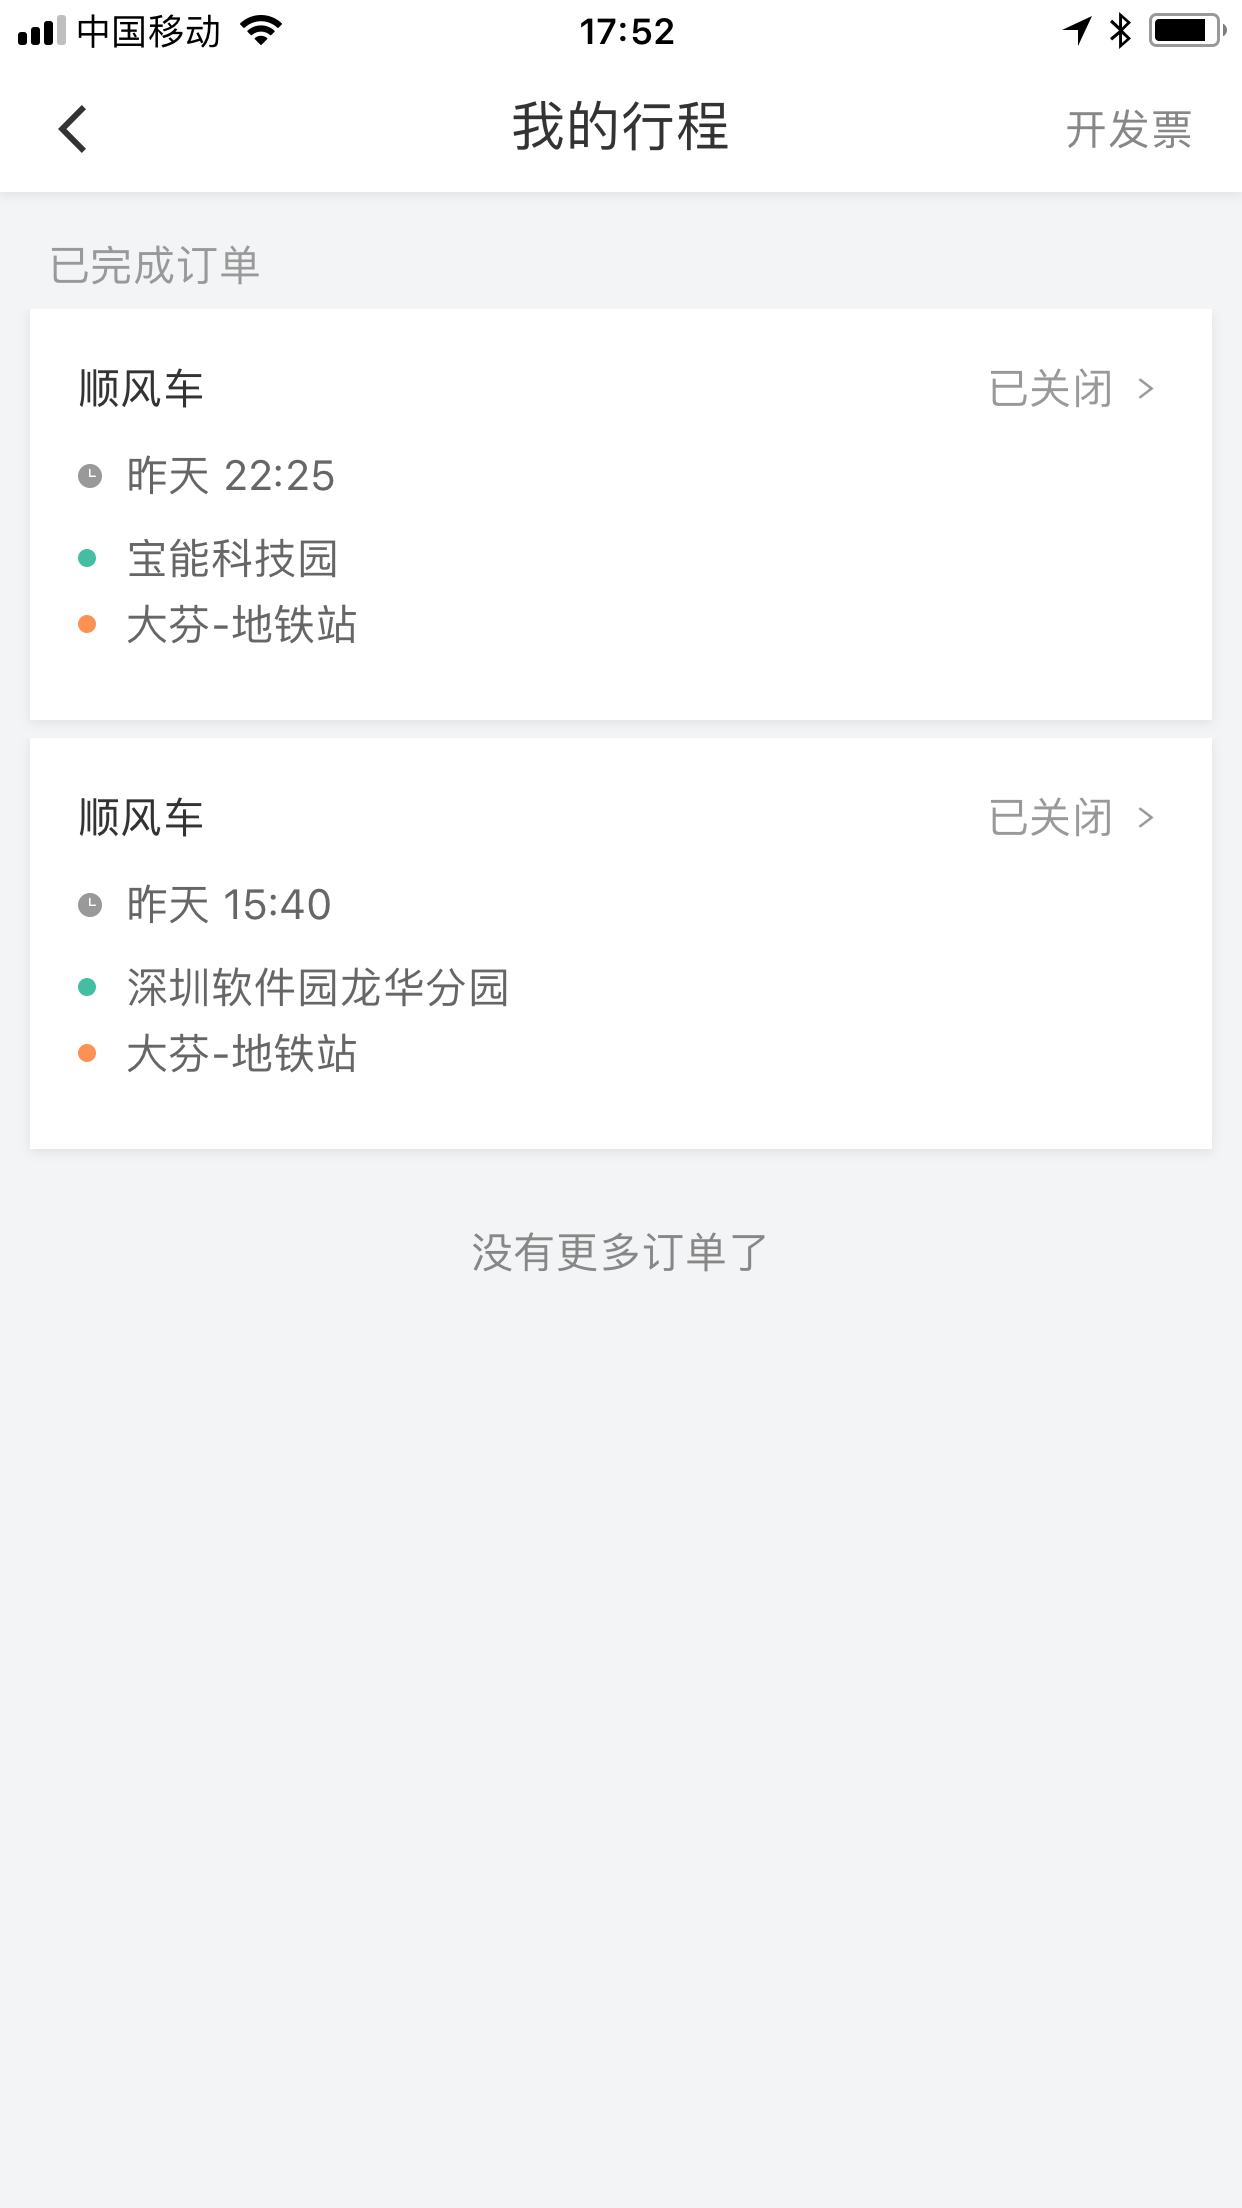 中国移动 17:52
我的行程 开发票
已完成订单
顺风车 已关闭 >
昨天 22:25
宝能科技园
大芬-地铁站
顺风车 已关闭 >
昨天 15:40
深圳软件园龙华分园
大芬-地铁站
没有更多订单了